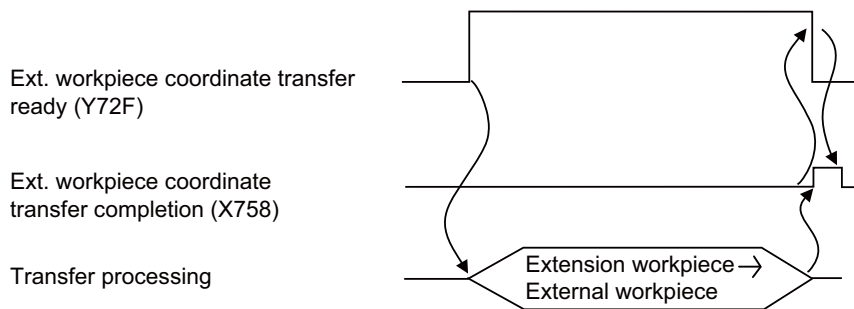 Ext. workpiece coordinate transfer
ready (Y72F)
Ext. workpiece coordinate
transfer completion (X758)
Transfer processing
Extension workpiece →
External workpiece